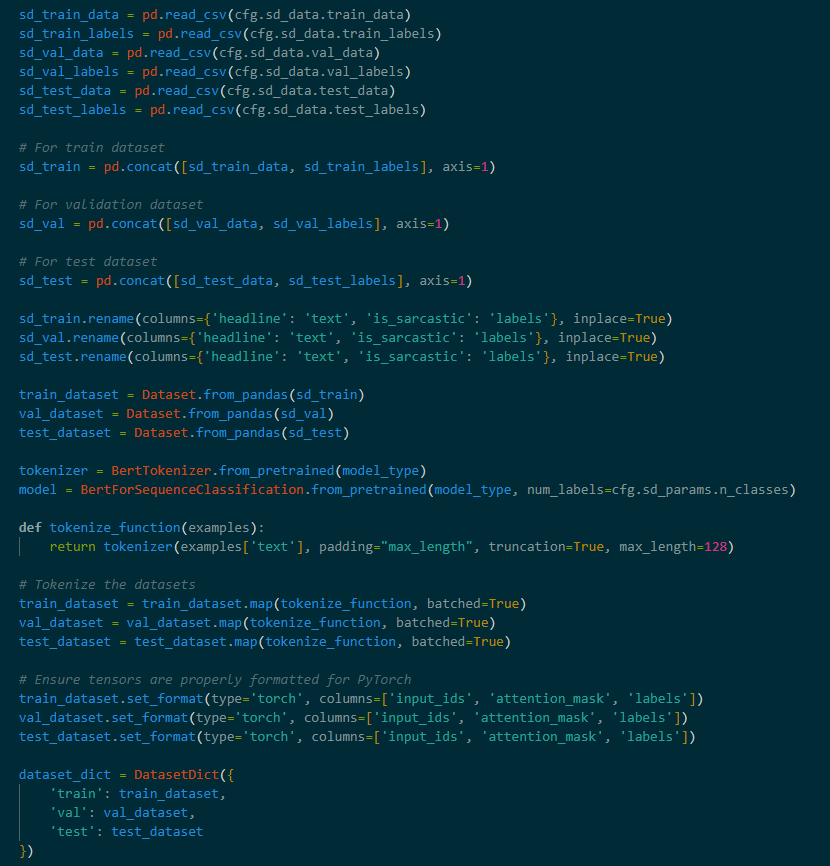 sd_train_data = pd.read_csv(cfg.sd_data.train_data)
sd_train_labels = pd.read_csv(cfg.sd_data.train_labels)
sd_val_data = pd.read_csv(cfg.sd_data.val_data)
sd_val_labels = pd.read_csv(cfg.sd_data.val_labels)
sd_test_data = pd.read_csv(cfg.sd_data.test_data)
sd_test_labels = pd.read_csv(cfg.sd_data.test_labels)

# For train dataset
sd_train = pd.concat([sd_train_data, sd_train_labels], axis=1)

# For validation dataset
sd_val = pd.concat([sd_val_data, sd_val_labels], axis=1)

# For test dataset
sd_test = pd.concat([sd_test_data, sd_test_labels], axis=1)

sd_train.rename(columns={'headline': 'text', 'is_sarcastic': 'labels'}, inplace=True)
sd_val.rename(columns={'headline': 'text', 'is_sarcastic': 'labels'}, inplace=True)
sd_test.rename(columns={'headline': 'text', 'is_sarcastic': 'labels'}, inplace=True)

train_dataset = Dataset.from_pandas(sd_train)
val_dataset = Dataset.from_pandas(sd_val)
test_dataset = Dataset.from_pandas(sd_test)

tokenizer = BertTokenizer.from_pretrained(model_type)
model = BertForSequenceClassification.from_pretrained(model_type, num_labels=cfg.sd_params.n_classes)

def tokenize_function(examples):
    return tokenizer(examples['text'], padding="max_length", truncation=True, max_length=128)

# Tokenize the datasets
train_dataset = train_dataset.map(tokenize_function, batched=True)
val_dataset = val_dataset.map(tokenize_function, batched=True)
test_dataset = test_dataset.map(tokenize_function, batched=True)

# Ensure tensors are properly formatted for PyTorch
train_dataset.set_format(type='torch', columns=['input_ids', 'attention_mask', 'labels'])
val_dataset.set_format(type='torch', columns=['input_ids', 'attention_mask', 'labels'])
test_dataset.set_format(type='torch', columns=['input_ids', 'attention_mask', 'labels'])

dataset_dict = DatasetDict({
    'train': train_dataset,
    'val': val_dataset,
    'test': test_dataset
})